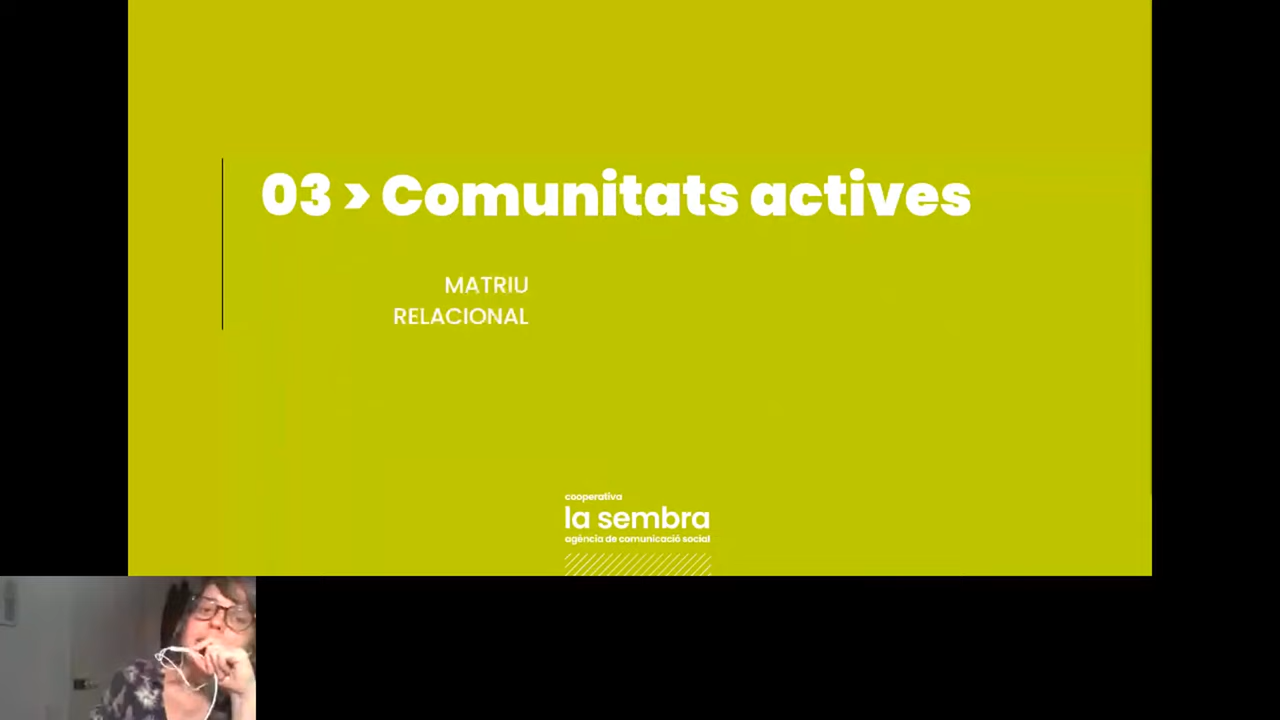 03 > Comunitats actives
MATRIU
RELACIONAL
cooperativa
la sembra
agència de comunicació social